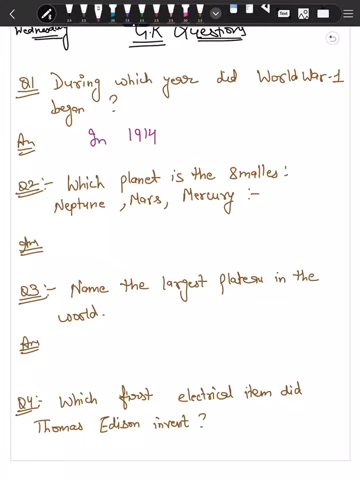 Wednesday G.K Questions
Q1 During which year did World War-1
began ?
Ans In 1914
Q2:- Which planet is the Smalles:
Neptune, Mars, Mercury :-
Ans
Q3:- Name the largest plateau in the
world.
Ans
Q4:- Which first electrical item did
Thomas Edison invent ?
Text